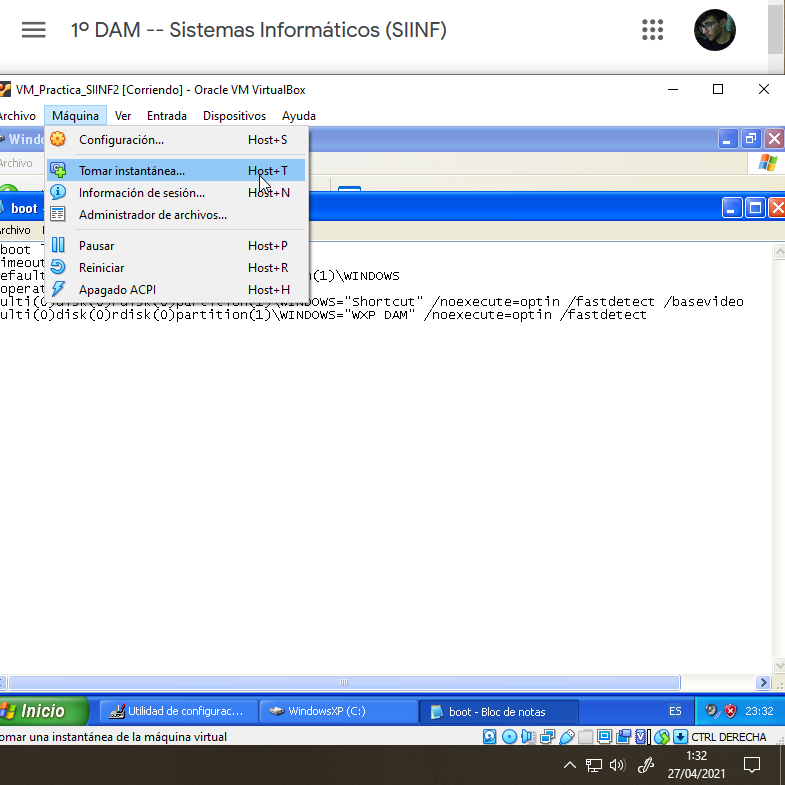 1º DAM -- Sistemas Informáticos (SIINF)
VM_Practica_SIINF2 [Corriendo] - Oracle VM VirtualBox
rchivo Máquina Ver Entrada Dispositivos Ayuda
Windo
Archivo
Configuración... Host+S
Tomar instantánea... Host+T
Información de sesión... Host+N
Administrador de archivos...
Pausar Host+P
Reiniciar Host+R
Apagado ACPI Host+H
boot
rchivo
boot
imeout
efault n(1)\WINDOWS
operat
ulti(0)disk(0)rdisk(0)partition(1)\WINDOWS="Shortcut" /noexecute=optin /fastdetect /basevideo
ulti(0)disk(0)rdisk(0)partition(1)\WINDOWS="WXP DAM" /noexecute=optin /fastdetect
Inicio Utilidad de configurac... WindowsXP (C:) boot - Bloc de notas ES 23:32
omar una instantánea de la máquina virtual CTRL DERECHA
1:32
27/04/2021